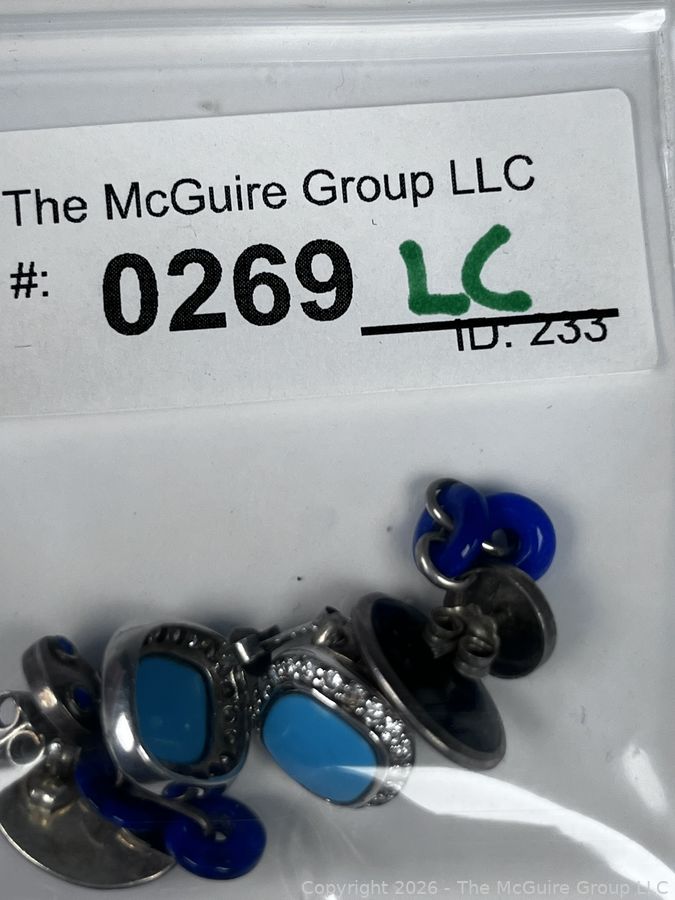 The McGuire Group LLC
#: 0269 LC
ID: 233
Copyright 2026 - The McGuire Group LLC